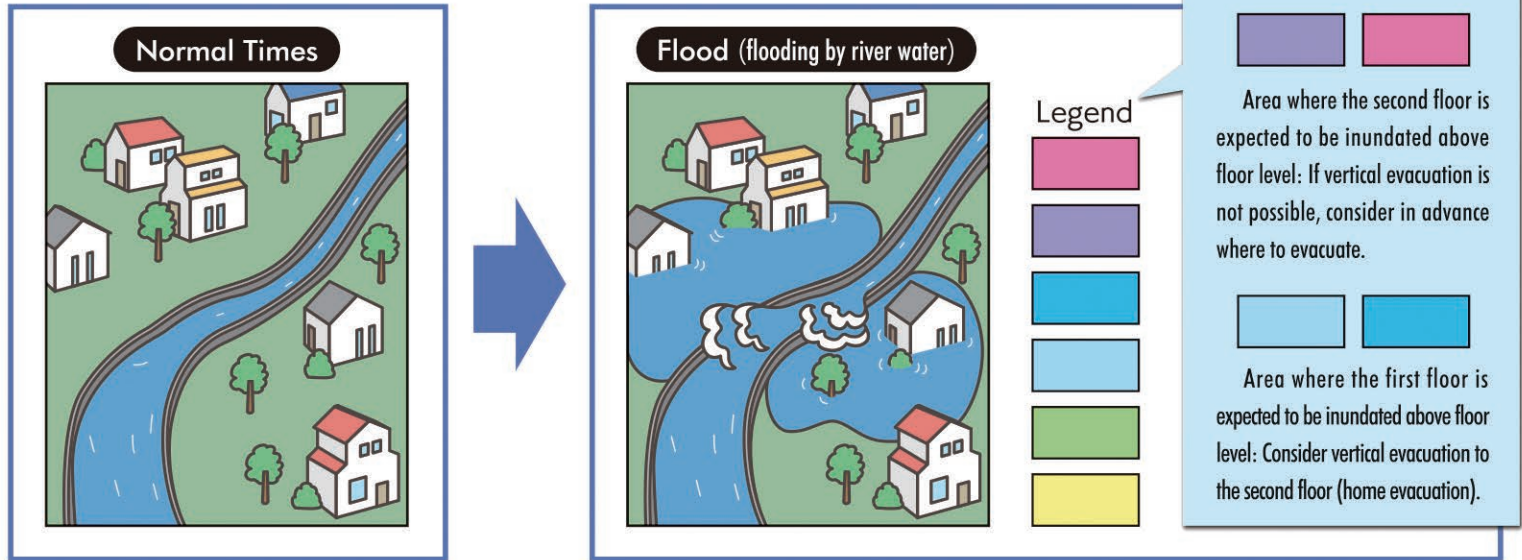 Normal Times
Flood (flooding by river water)
Legend
Area where the second floor is
expected to be inundated above
floor level: If vertical evacuation is
not possible, consider in advance
where to evacuate.
Area where the first floor is
expected to be inundated above floor
level: Consider vertical evacuation to
the second floor (home evacuation).